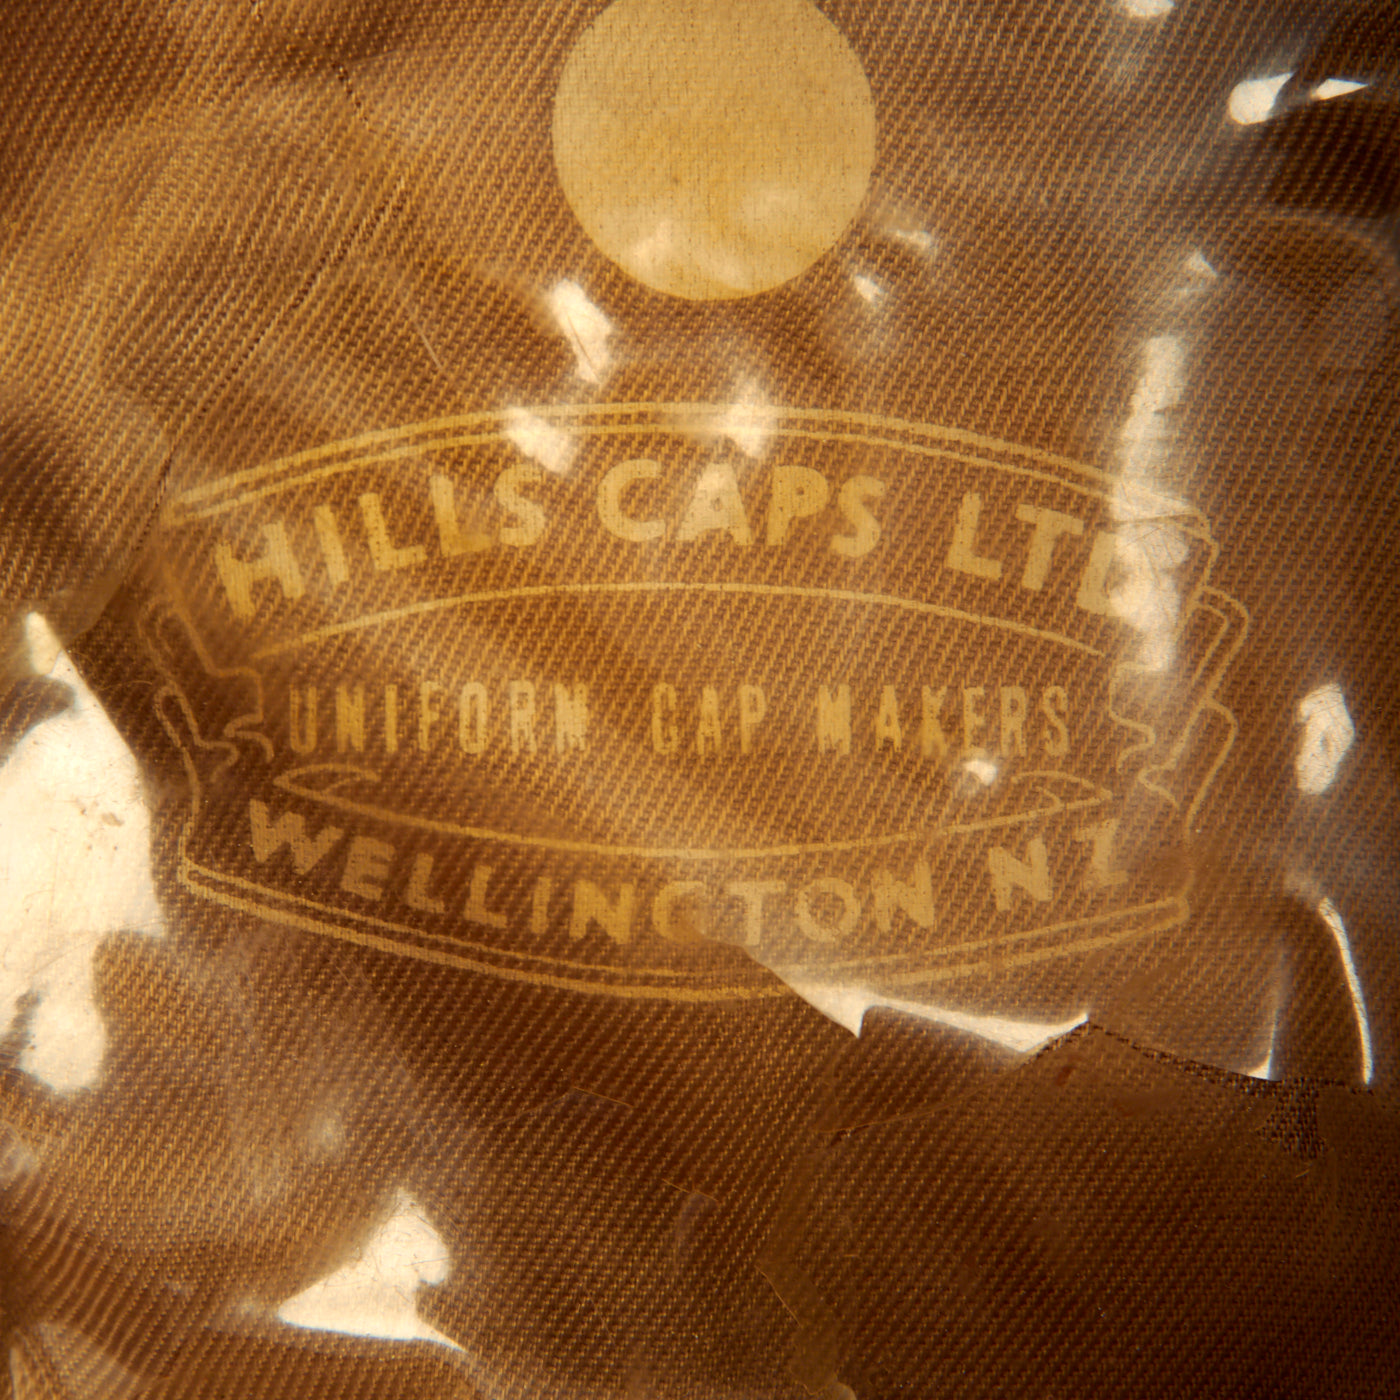 HILLS CAPS LTD
UNIFORM CAP MAKERS
WELLINGTON NZ